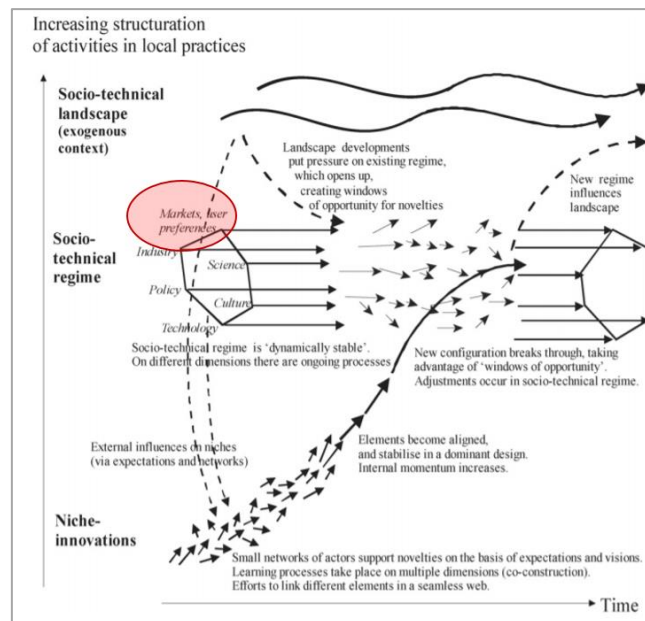 Increasing structuration
of activities in local practices
Socio-technical
landscape
(exogenous
context)
Landscape developments
put pressure on existing regime,
which opens up,
creating windows
of opportunity for novelties
New regime
influences
landscape
Markets, user
preferences
Socio-
technical
regime
Industry
Science
Policy
Culture
Technology
Socio-technical regime is ‘dynamically stable’.
On different dimensions there are ongoing processes
New configuration breaks through, taking
advantage of ‘windows of opportunity’.
Adjustments occur in socio-technical regime.
External influences on niches
(via expectations and networks)
Elements become aligned,
and stabilise in a dominant design.
Internal momentum increases.
Niche-
innovations
Small networks of actors support novelties on the basis of expectations and visions.
Learning processes take place on multiple dimensions (co-construction).
Efforts to link different elements in a seamless web.
Time